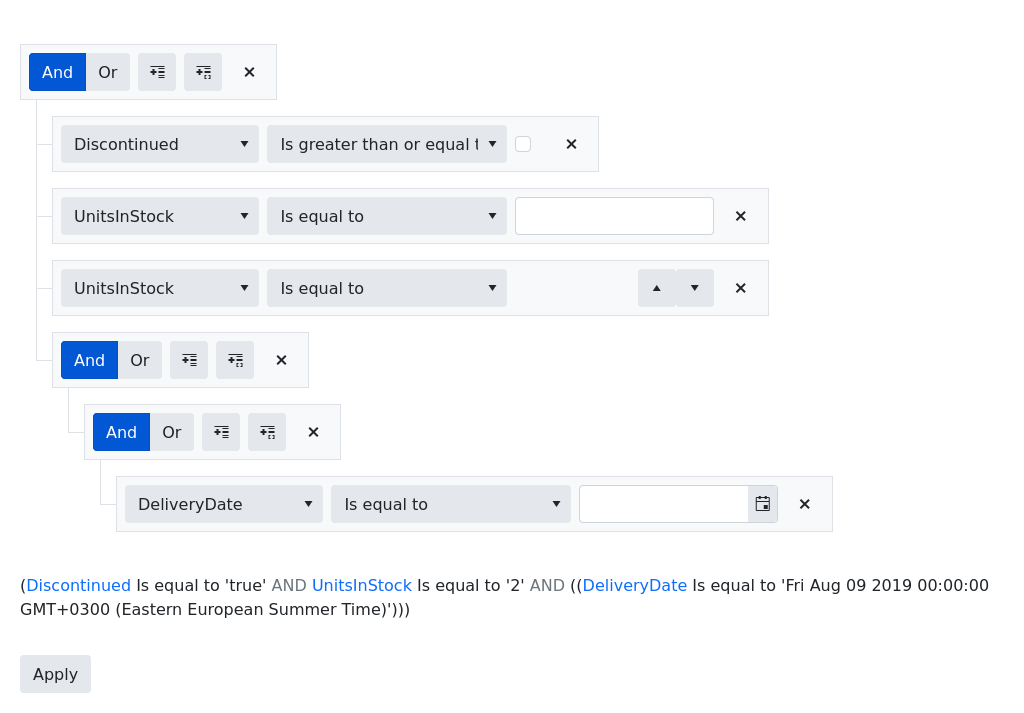 And Or
Discontinued Is greater than or equal t
UnitsInStock Is equal to
UnitsInStock Is equal to
And Or
And Or
DeliveryDate Is equal to
(Discontinued Is equal to 'true' AND UnitsInStock Is equal to '2' AND ((DeliveryDate Is equal to 'Fri Aug 09 2019 00:00:00
GMT+0300 (Eastern European Summer Time)')))
Apply